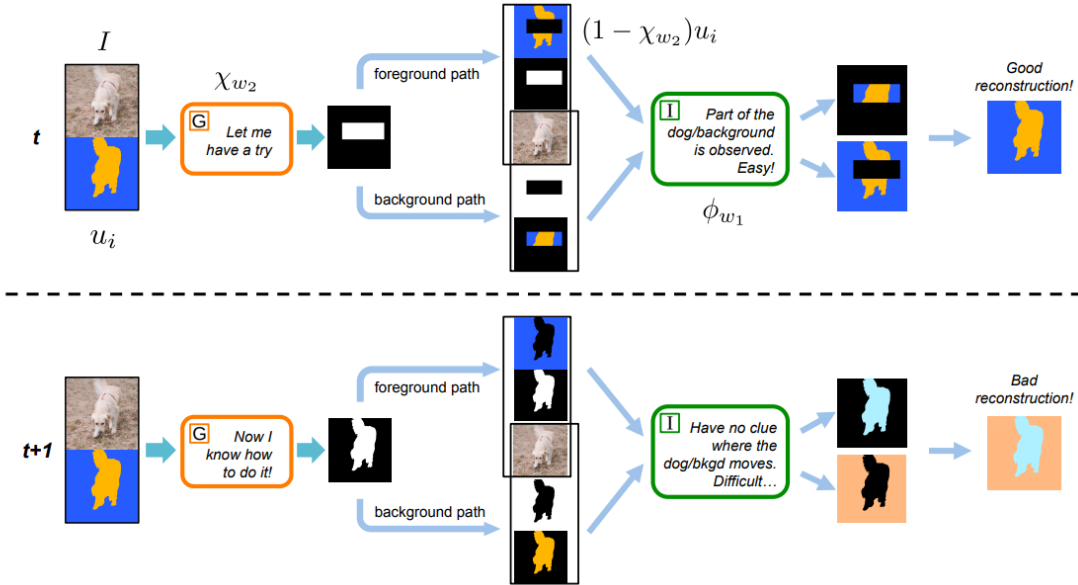 I
χ_{w_2}
(1 − χ_{w_2})u_i
foreground path
Good
reconstruction!
t
G
Let me
have a try
I
Part of the
dog/background
is observed.
Easy!
background path
u_i
ϕ_{w_1}
foreground path
Bad
reconstruction!
t+1
G
Now I
know how
to do it!
I
Have no clue
where the
dog/bkgd moves.
Difficult…
background path